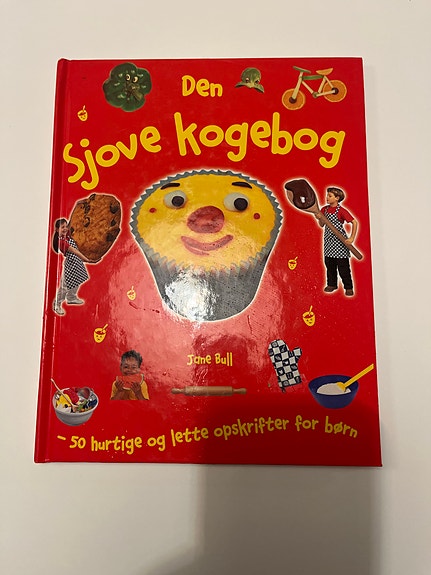 Den
Sjove kogebog
Jane Bull
- 50 hurtige og lette opskrifter for børn